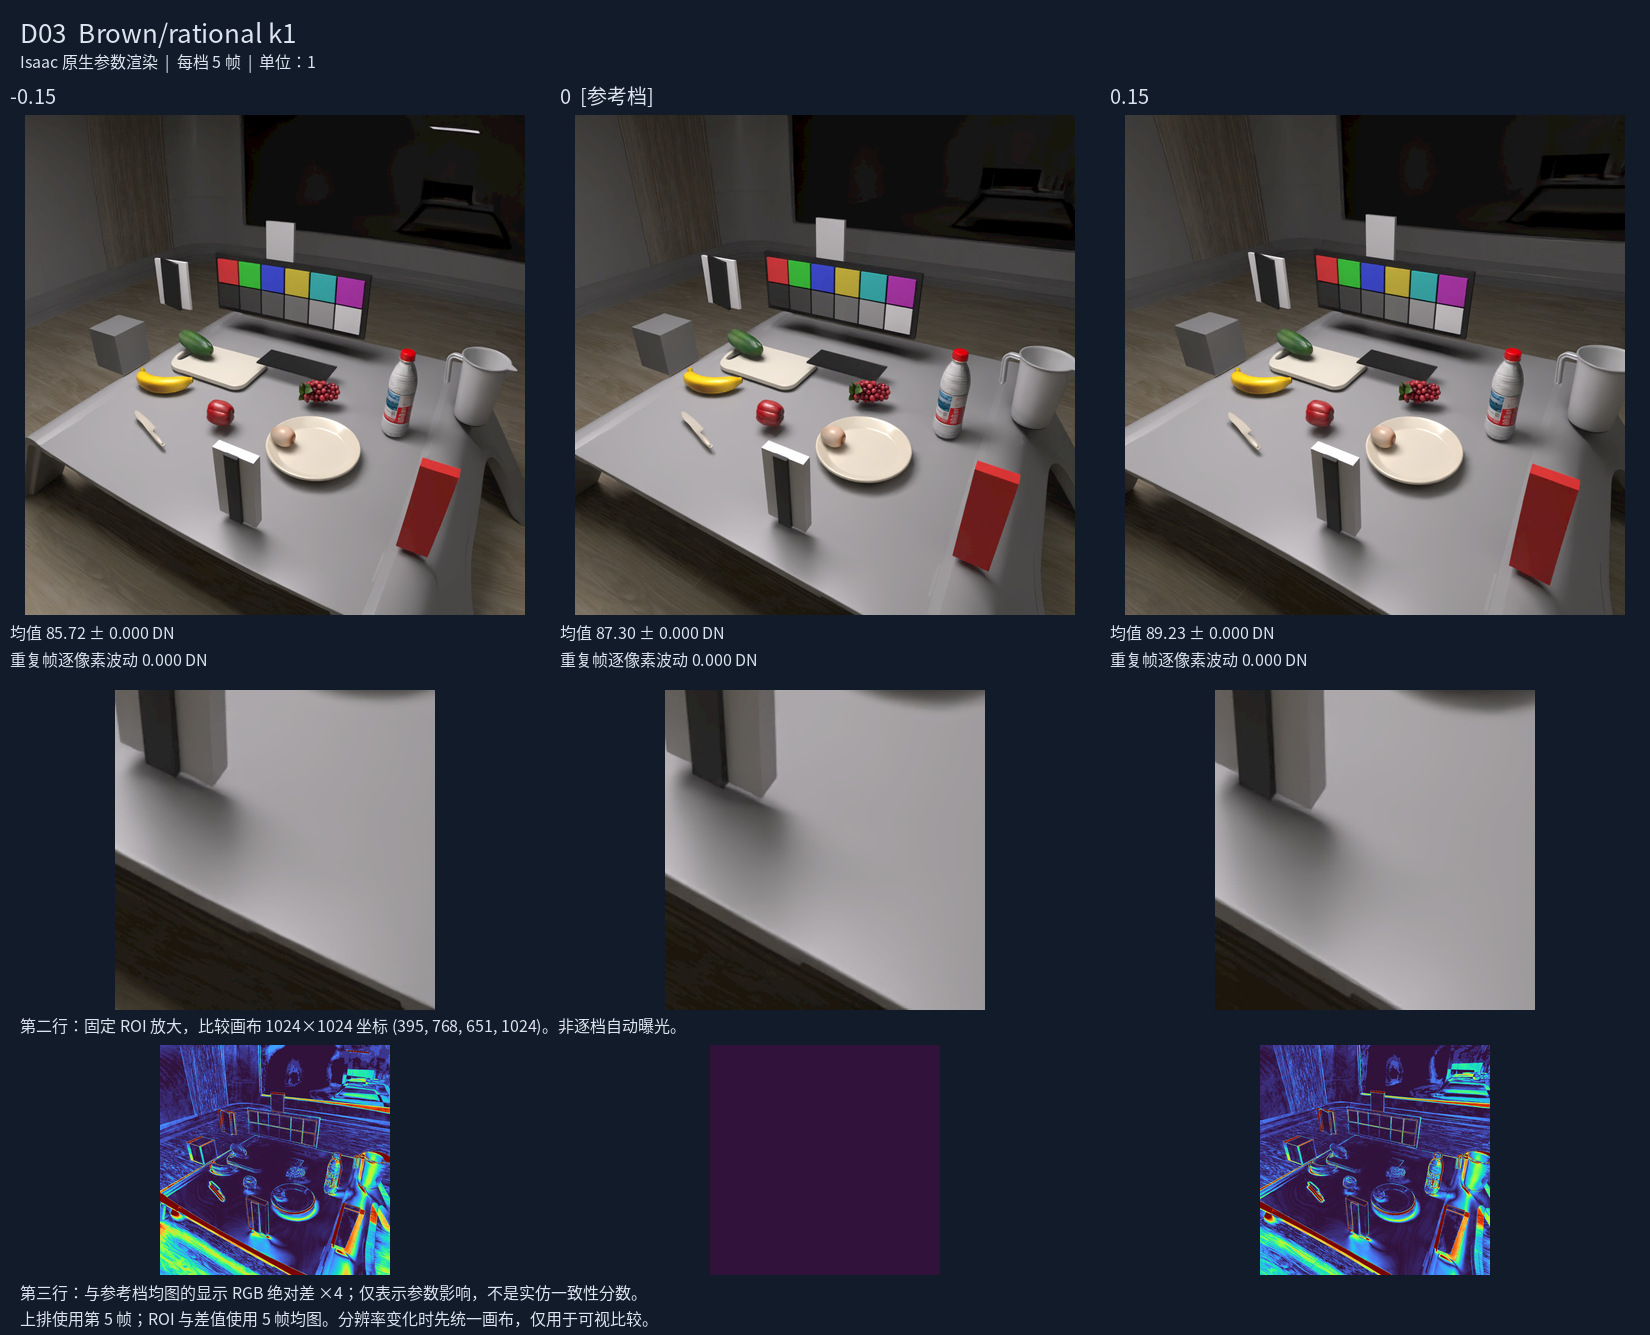 D03 Brown/rational k1
Isaac 原生参数渲染 | 每档 5 帧 | 单位：1
-0.15
0 [参考档]
0.15
均值 85.72 ± 0.000 DN
重复帧逐像素波动 0.000 DN
均值 87.30 ± 0.000 DN
重复帧逐像素波动 0.000 DN
均值 89.23 ± 0.000 DN
重复帧逐像素波动 0.000 DN
第二行：固定 ROI 放大，比较画布 1024×1024 坐标 (395, 768, 651, 1024)。非逐档自动曝光。
第三行：与参考档均图的显示 RGB 绝对差 ×4；仅表示参数影响，不是实仿一致性分数。
上排使用第 5 帧；ROI 与差值使用 5 帧均图。分辨率变化时先统一画布，仅用于可视比较。